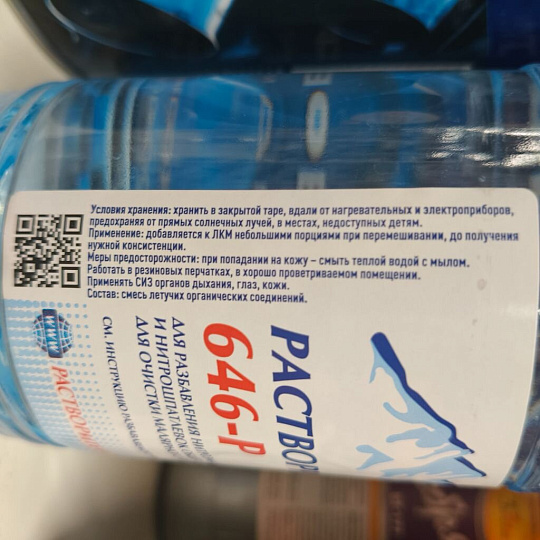 Условия хранения: хранить в закрытой таре, вдали от нагревательных и электроприборов,
предохраняя от прямых солнечных лучей, в местах, недоступных детям.
Применение: добавляется к ЛКМ небольшими порциями при перемешивании, до получения
нужной консистенции.
Меры предосторожности: при попадании на кожу – смыть теплой водой с мылом.
Работать в резиновых перчатках, в хорошо проветриваемом помещении.
Применять СИЗ органов дыхания, глаз, кожи.
Состав: смесь летучих органических соединений.
РАСТВОР
646-Р
ДЛЯ РАЗБАВЛЕНИЯ
И НИТРОШПАТЛЕВОК
ДЛЯ ОЧИСТКИ
СМ. ИНСТРУКЦИЮ
WWW